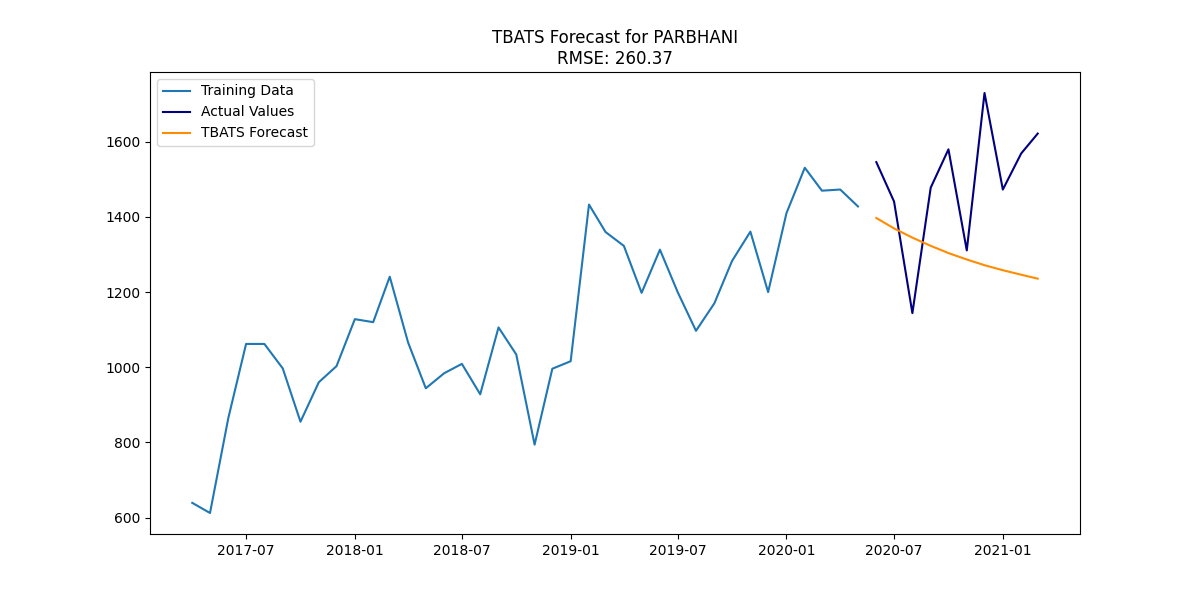 TBATS Forecast for PARBHANI
RMSE: 260.37
Training Data
Actual Values
TBATS Forecast
1600
1400
1200
1000
800
600
2017-07
2018-01
2018-07
2019-01
2019-07
2020-01
2020-07
2021-01